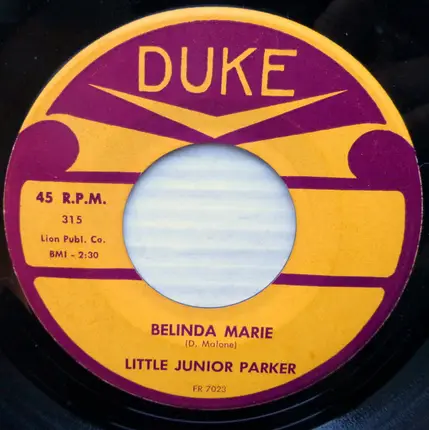 DUKE
45 R.P.M.
315
Lion Publ. Co.
BMI - 2:30
BELINDA MARIE
(D. Malone)
LITTLE JUNIOR PARKER
FR 7023